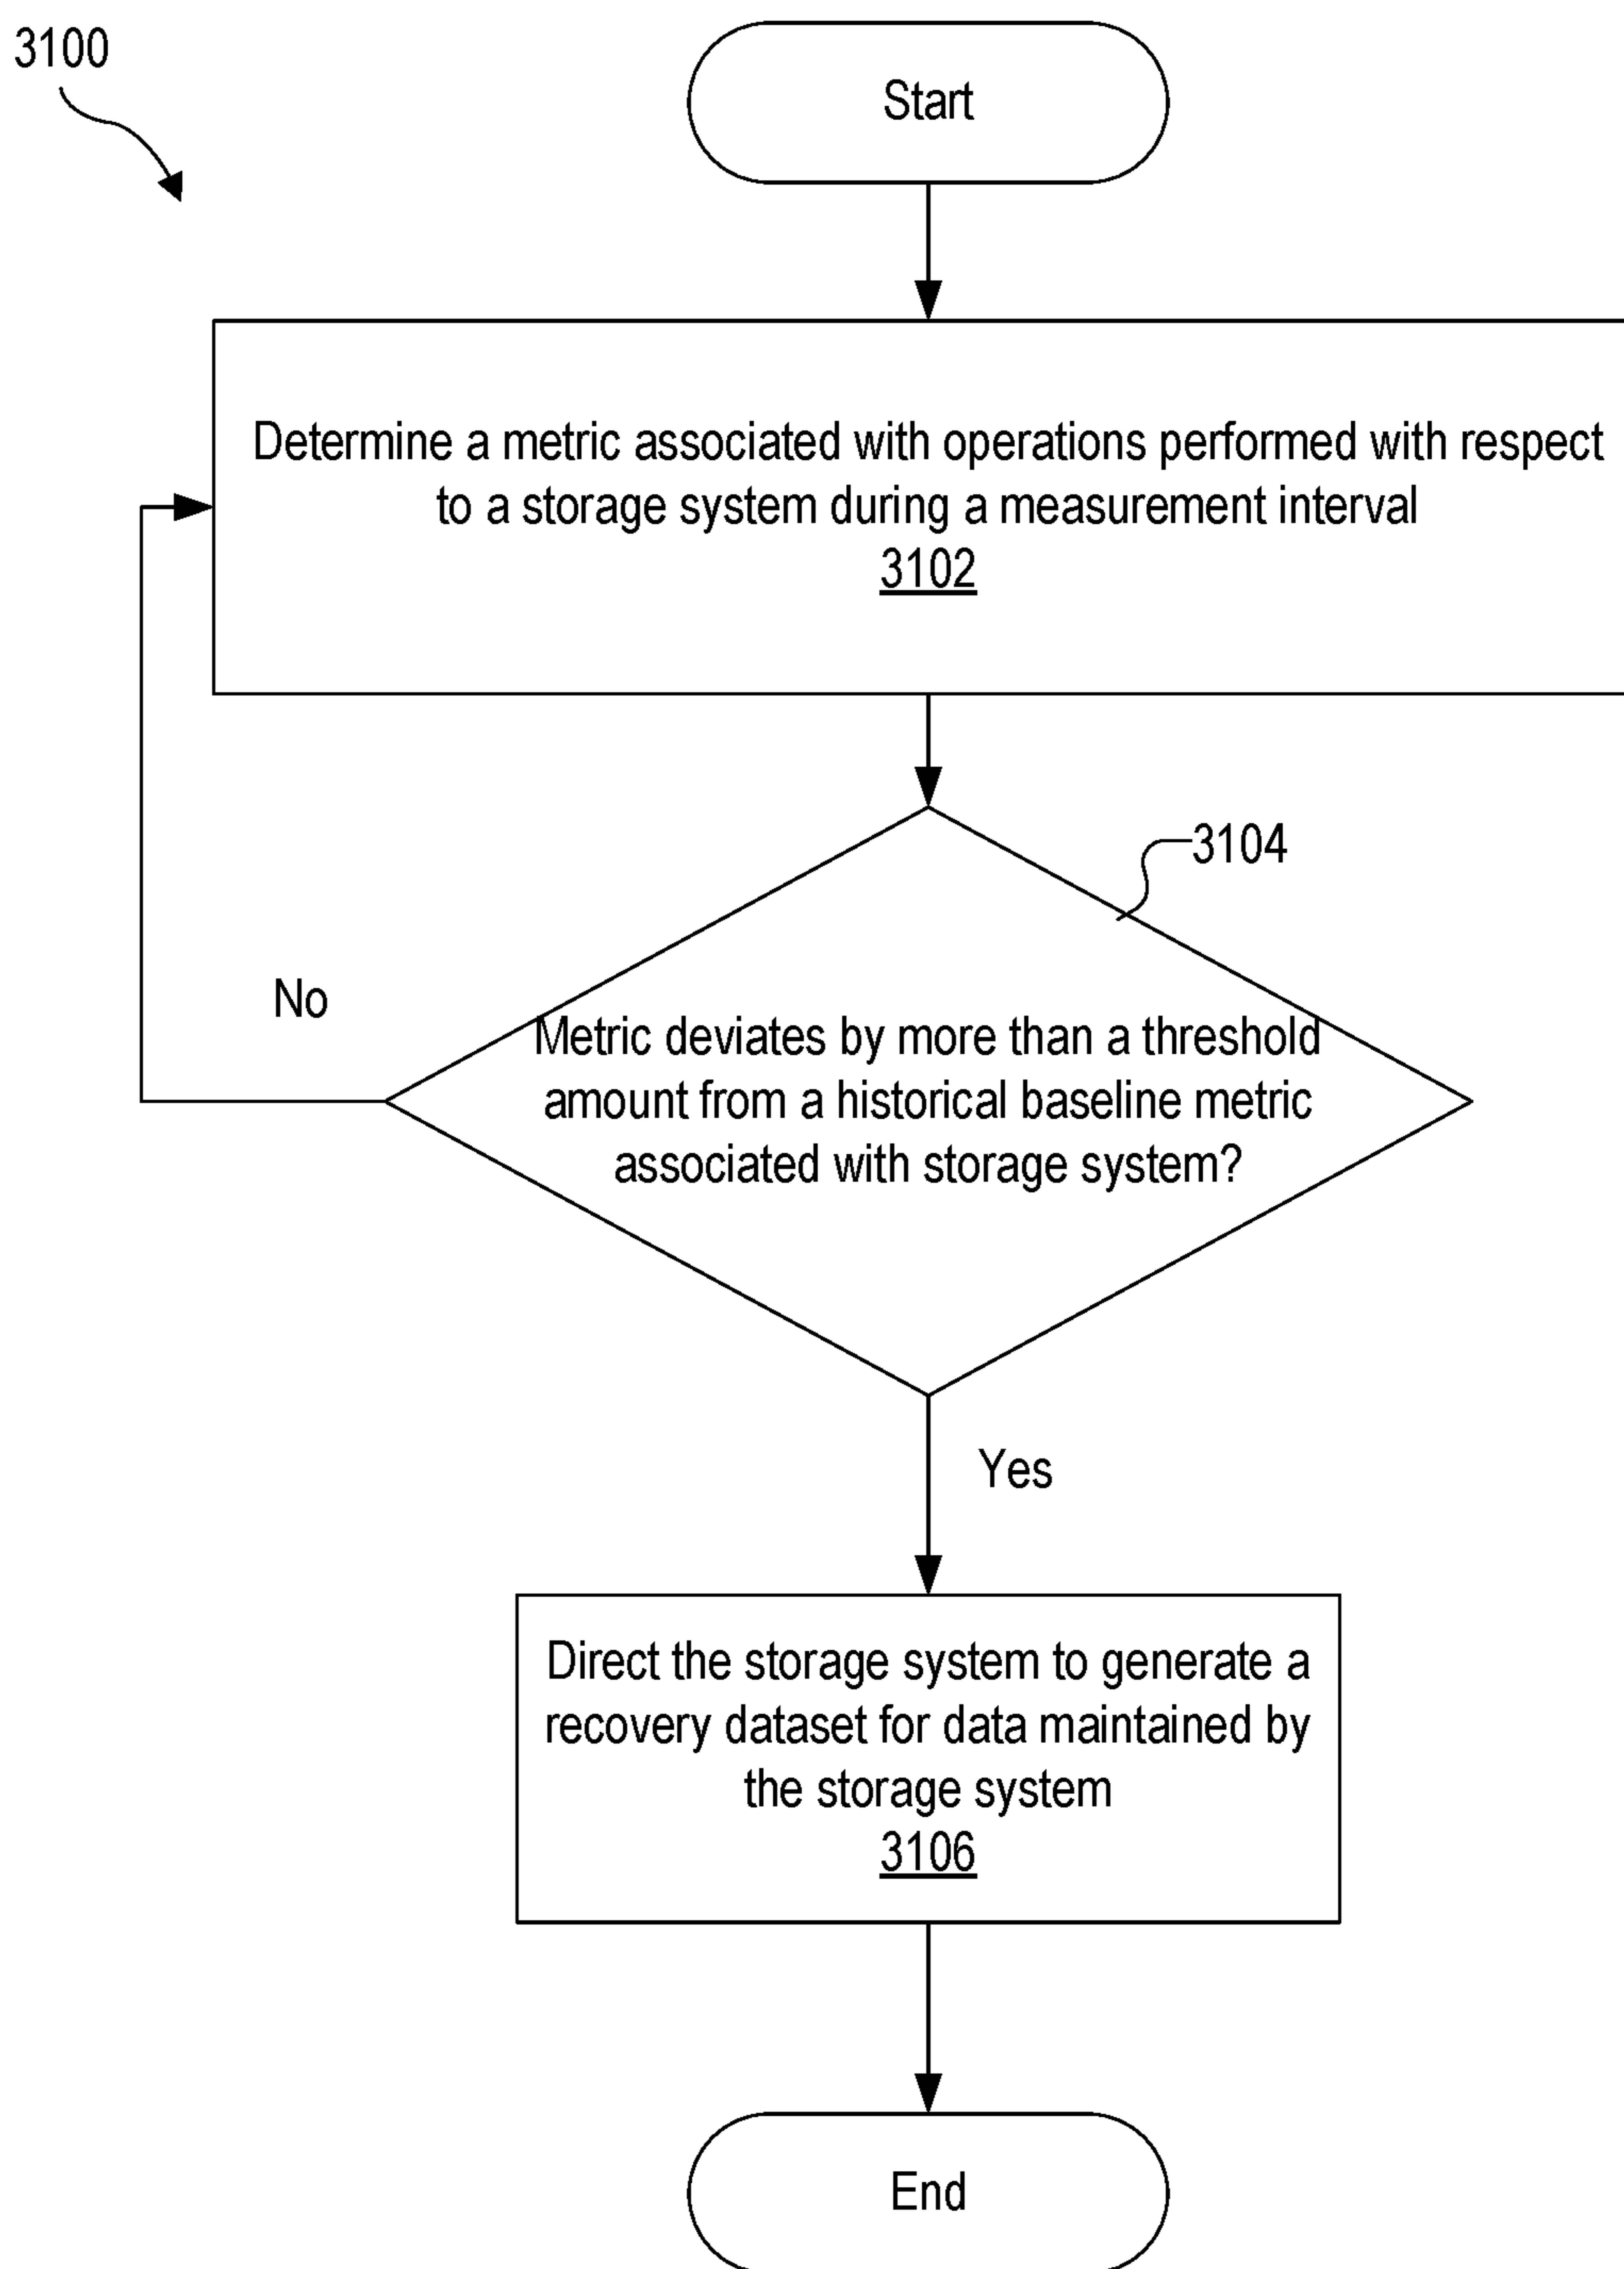 3100
Start
Determine a metric associated with operations performed with respect
to a storage system during a measurement interval
3102
3104
No
Metric deviates by more than a threshold
amount from a historical baseline metric
associated with storage system?
Yes
Direct the storage system to generate a
recovery dataset for data maintained by
the storage system
3106
End